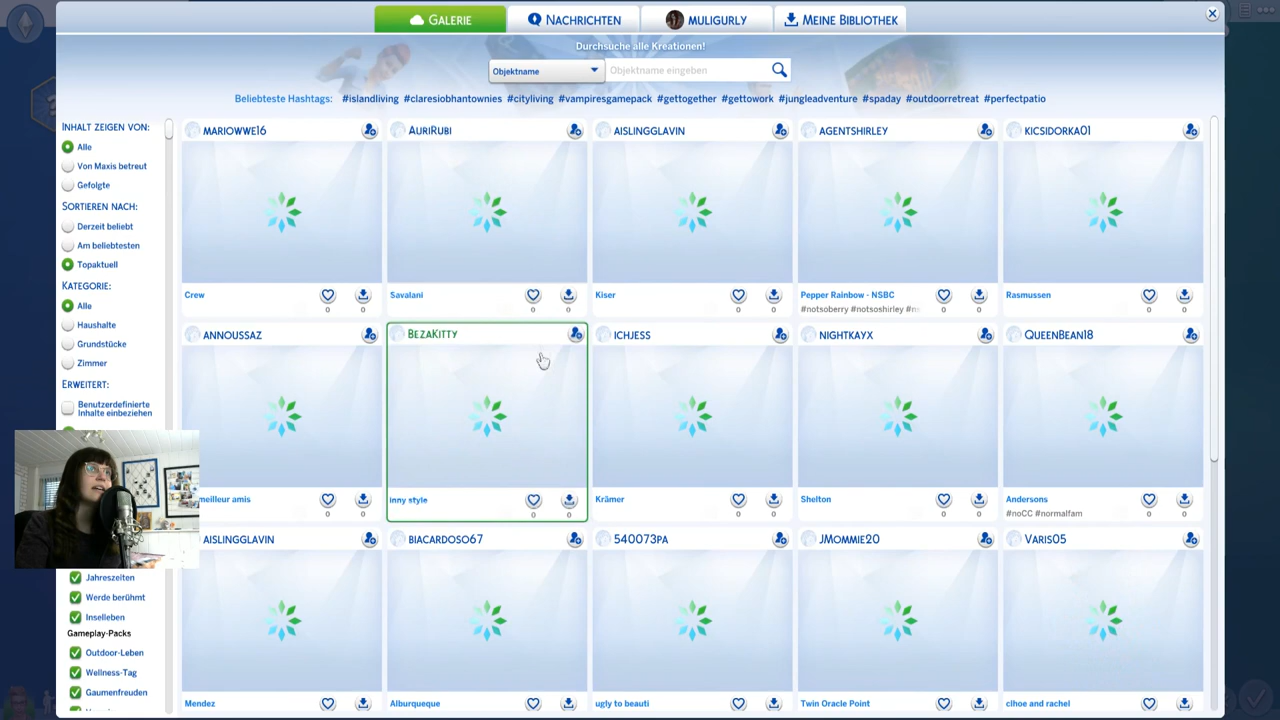 GALERIE
NACHRICHTEN
MULIGURLY
MEINE BIBLIOTHEK
Durchsuche alle Kreationen!
Objektname
Objektname eingeben
Beliebteste Hashtags: #islandliving #claresiobhantownies #cityliving #vampiresgamepack #gettogether #gettowork #jungleadventure #spaday #outdoorretreat #perfectpatio
INHALT ZEIGEN VON:
Alle
Von Maxis betreut
Gefolgte
SORTIEREN NACH:
Derzeit beliebt
Am beliebtesten
Topaktuell
KATEGORIE:
Alle
Haushalte
Grundstücke
Zimmer
ERWEITERT:
Benutzerdefinierte
Inhalte einbeziehen
Jahreszeiten
Werde berühmt
Inselleben
Gameplay-Packs
Outdoor-Leben
Wellness-Tag
Gaumenfreuden
MARIOWWE16
AURIRUBI
AISLINGGLAVIN
AGENTSHIRLEY
KICSIDORKA01
Crew
0 0
Savalani
0 0
Kiser
0 0
Pepper Rainbow - NSBC
#notsoberry #notsoshirley #n
0 0
Rasmussen
0 0
ANNOUSSAZ
BEZAKITTY
ICHJESS
NIGHTKAYX
QUEENBEAN18
meilleur amis
0 0
inny style
0 0
Krämer
0 0
Shelton
0 0
Andersons
#noCC #normalfam
0 0
AISLINGGLAVIN
BIACARDOSO67
540073PA
JMOMMIE20
VARIS05
Mendez
Alburqueque
ugly to beauti
Twin Oracle Point
clhoe and rachel